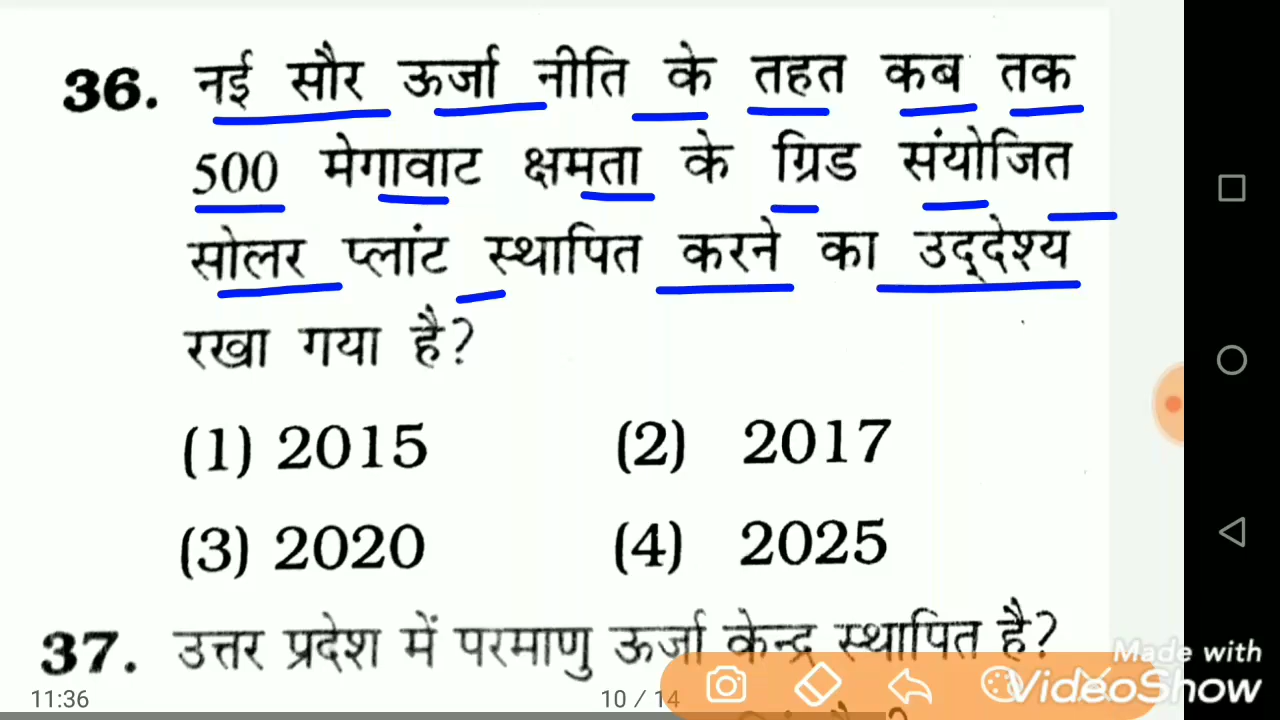 36. नई सौर ऊर्जा नीति के तहत कब तक
500 मेगावाट क्षमता के ग्रिड संयोजित
सोलर प्लांट स्थापित करने का उद्देश्य
रखा गया है?
(1) 2015 (2) 2017
(3) 2020 (4) 2025
37. उत्तर प्रदेश में परमाणु ऊर्जा केन्द्र स्थापित है?
Made with
VideoShow
11:36 10 / 14